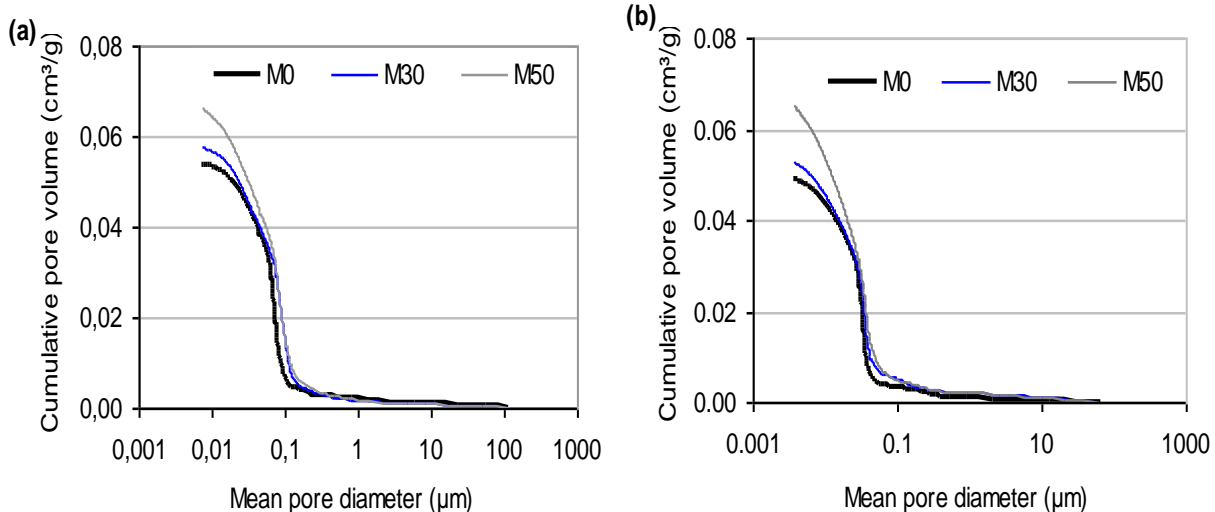 (a)
Cumulative pore volume (cm³/g)
0,08
0,06
0,04
0,02
0,00
M0 M30 M50
0,001 0,01 0,1 1 10 100 1000
Mean pore diameter (µm)
(b)
Cumulative pore volume (cm³/g)
0.08
0.06
0.04
0.02
0.00
M0 M30 M50
0.001 0.1 10 1000
Mean pore diameter (µm)